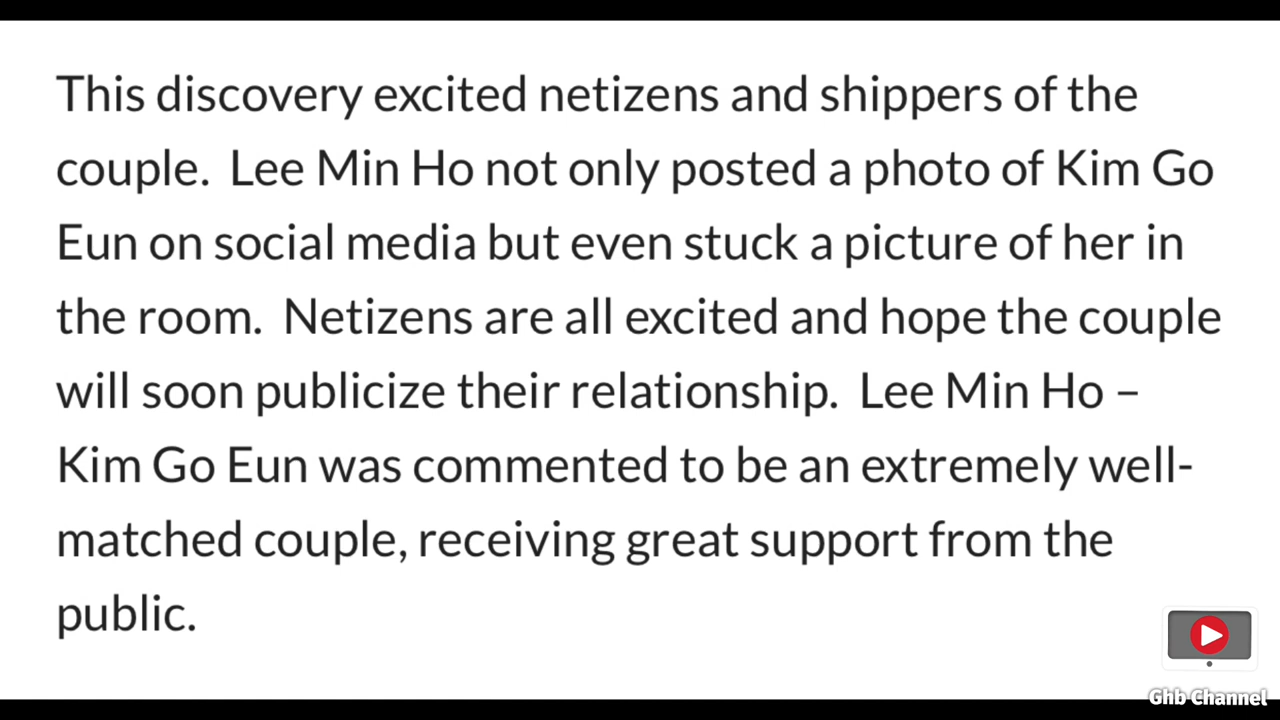 This discovery excited netizens and shippers of the
couple.  Lee Min Ho not only posted a photo of Kim Go
Eun on social media but even stuck a picture of her in
the room.  Netizens are all excited and hope the couple
will soon publicize their relationship.  Lee Min Ho –
Kim Go Eun was commented to be an extremely well-
matched couple, receiving great support from the
public.
Ghb Channel